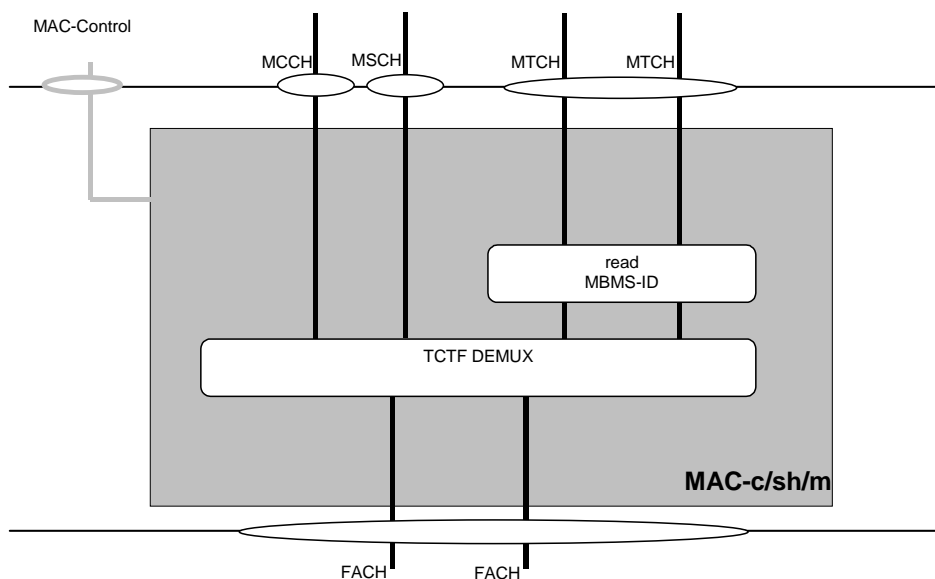 MAC-Control
MCCH
MSCH
MTCH
MTCH
read
MBMS-ID
TCTF DEMUX
MAC-c/sh/m
FACH
FACH